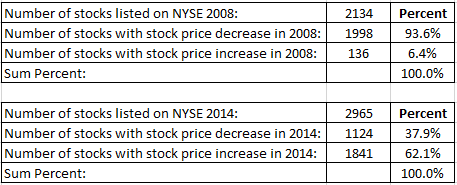 Number of stocks listed on NYSE 2008: 2134 Percent
Number of stocks with stock price decrease in 2008: 1998 93.6%
Number of stocks with stock price increase in 2008: 136 6.4%
Sum Percent: 100.0%
Number of stocks listed on NYSE 2014: 2965 Percent
Number of stocks with stock price decrease in 2014: 1124 37.9%
Number of stocks with stock price increase in 2014: 1841 62.1%
Sum Percent: 100.0%